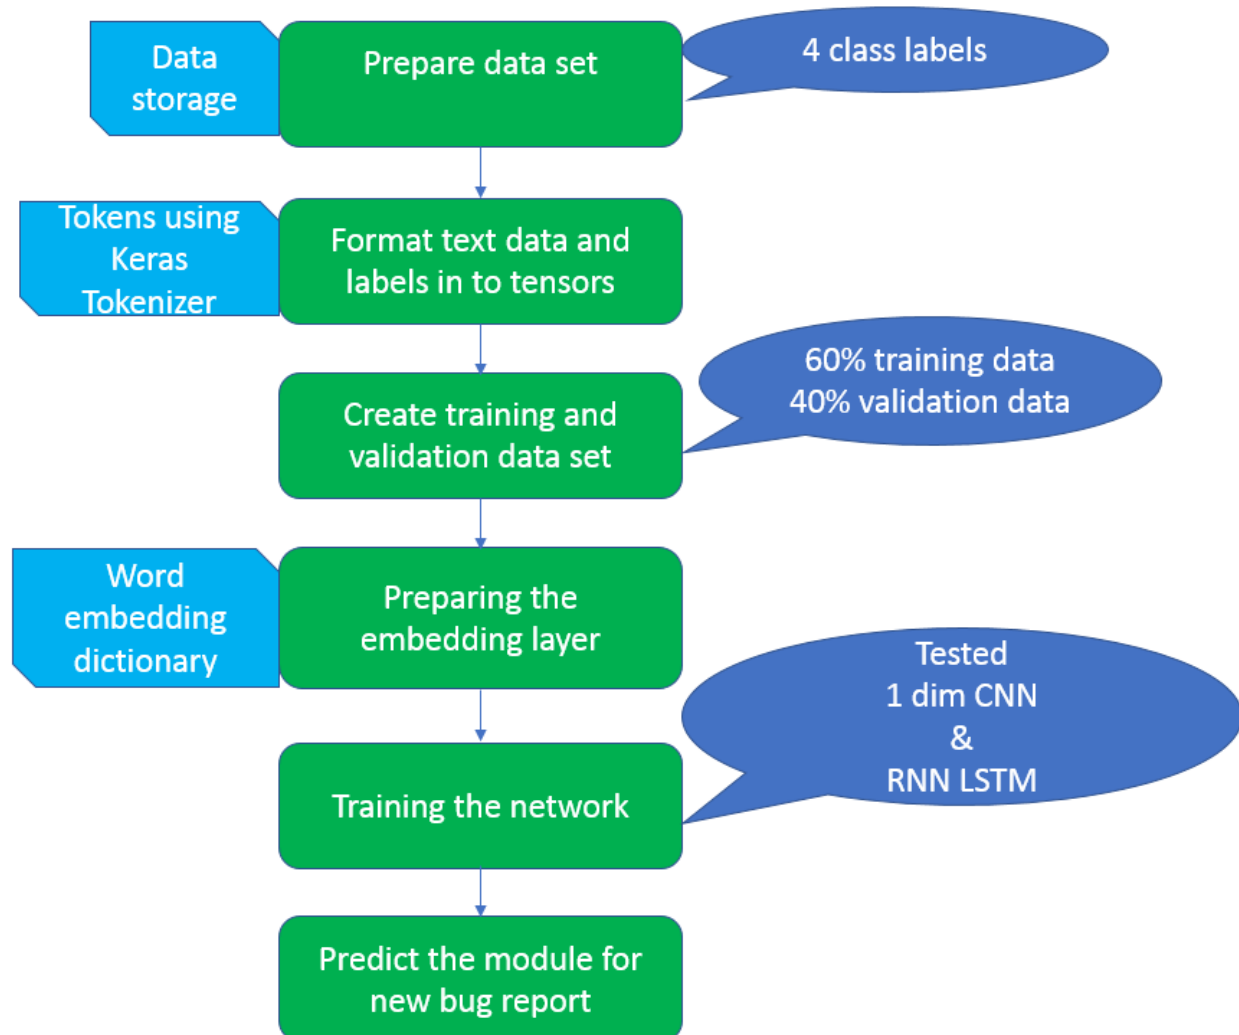 Data
storage
Prepare data set
4 class labels
Tokens using
Keras
Tokenizer
Format text data and
labels in to tensors
60% training data
40% validation data
Create training and
validation data set
Word
embedding
dictionary
Preparing the
embedding layer
Tested
1 dim CNN
&
RNN LSTM
Training the network
Predict the module for
new bug report